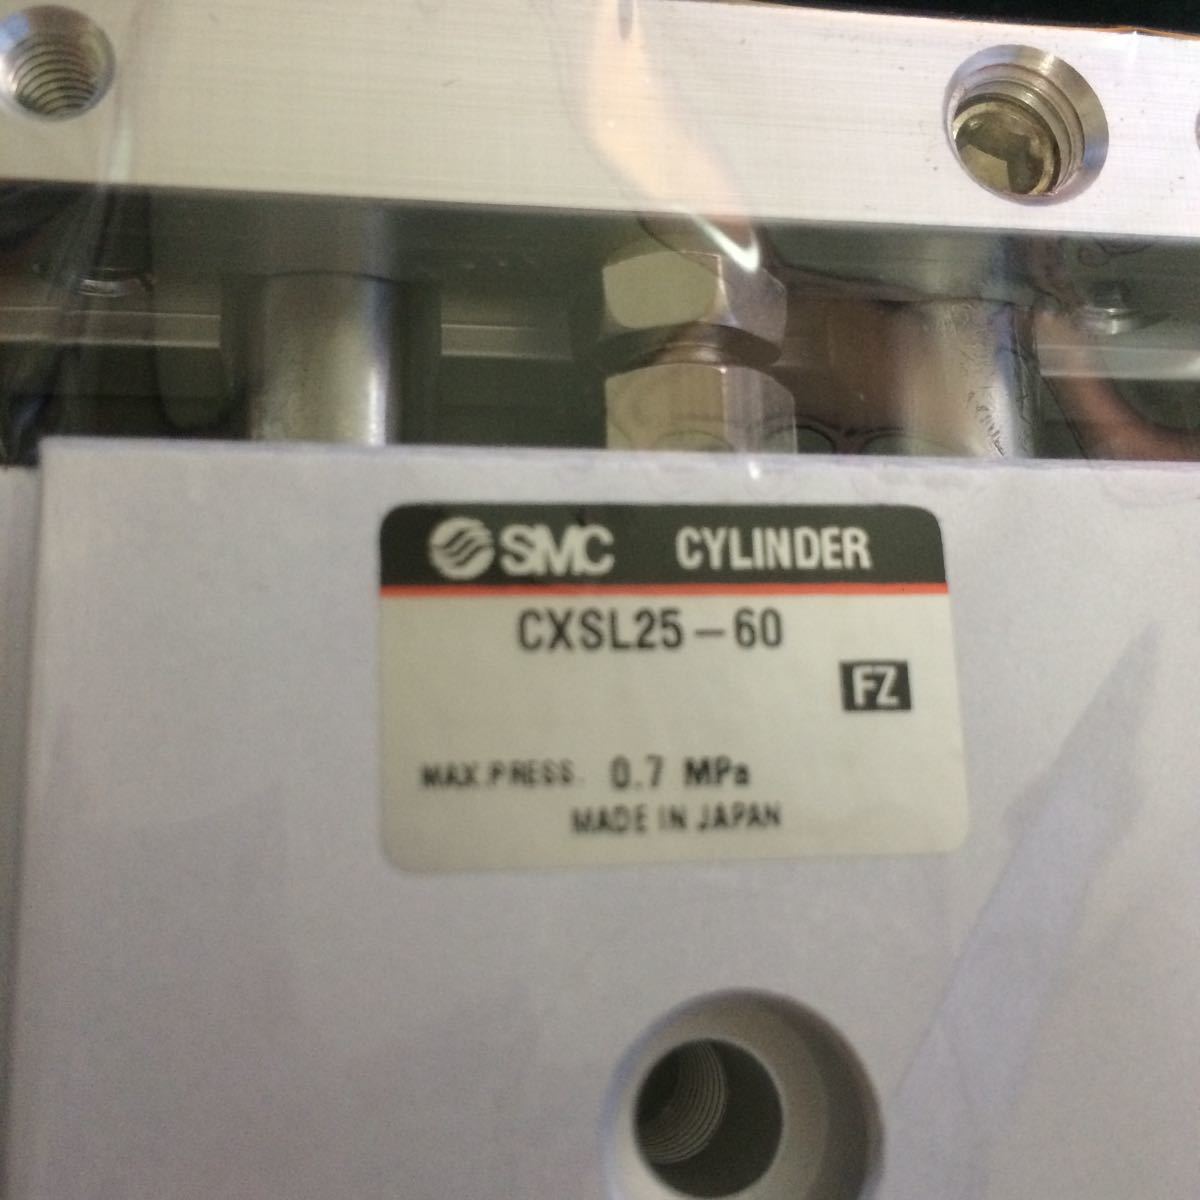 SMC CYLINDER
CXSL25-60
FZ
MAX.PRESS. 0.7 MPa
MADE IN JAPAN